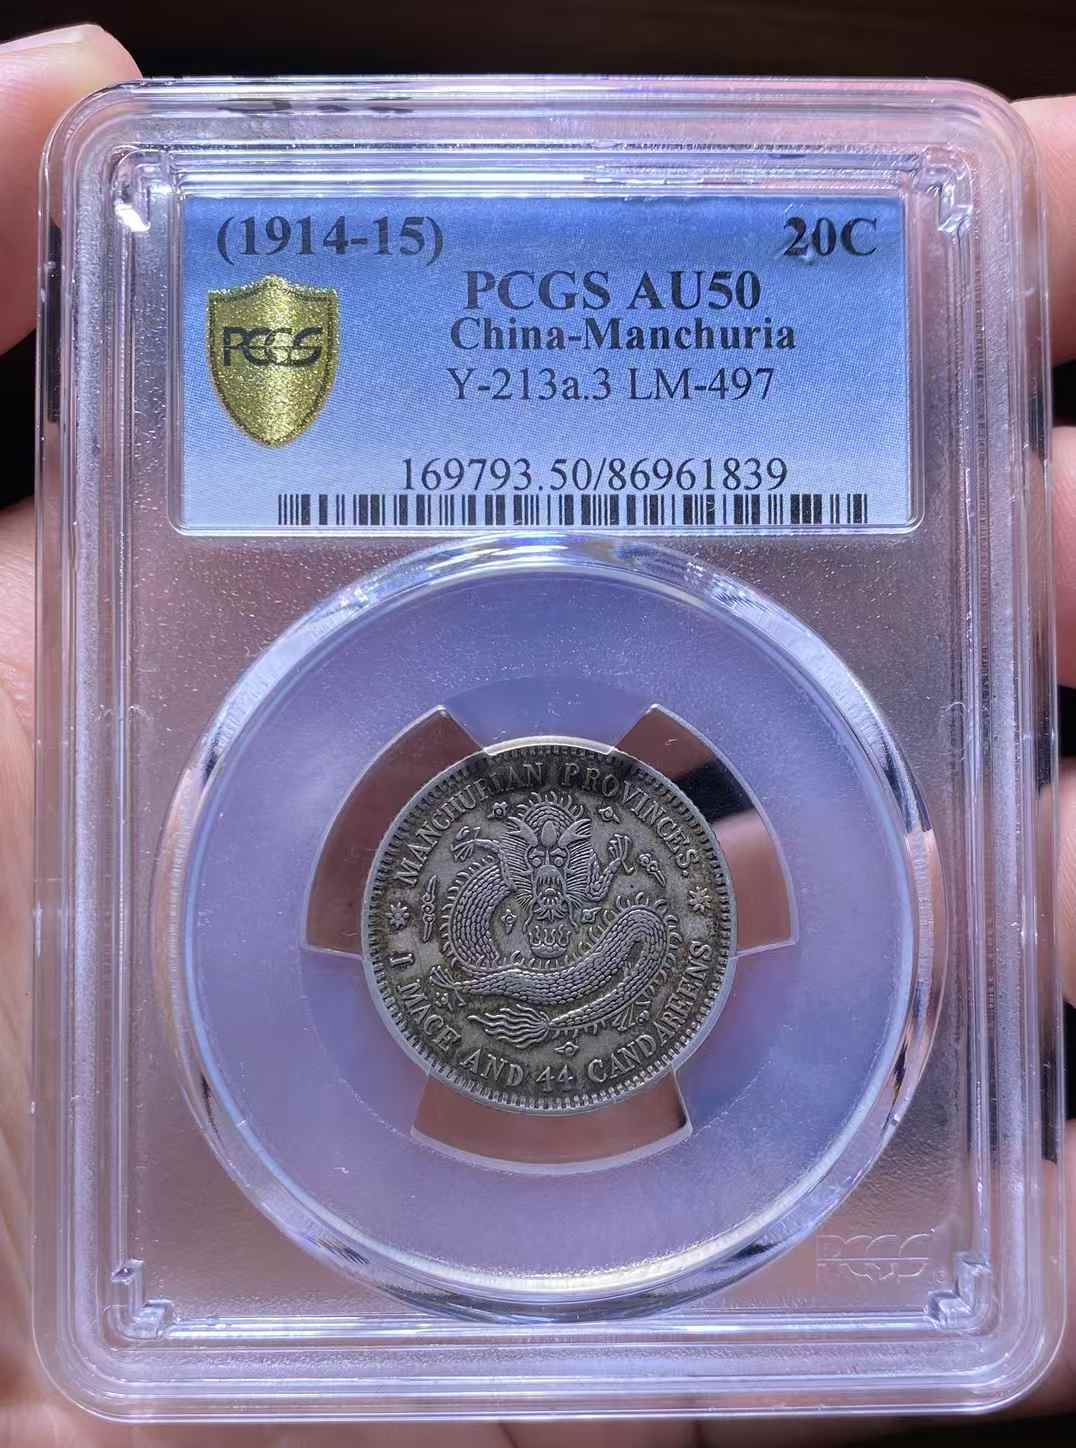 (1914-15) 20C
PCGS AU50
China-Manchuria
PCGS
Y-213a.3 LM-497
169793.50/86961839
MANCHURIAN PROVINCES.
1 MACE AND 44 CANDAREENS
PCGS